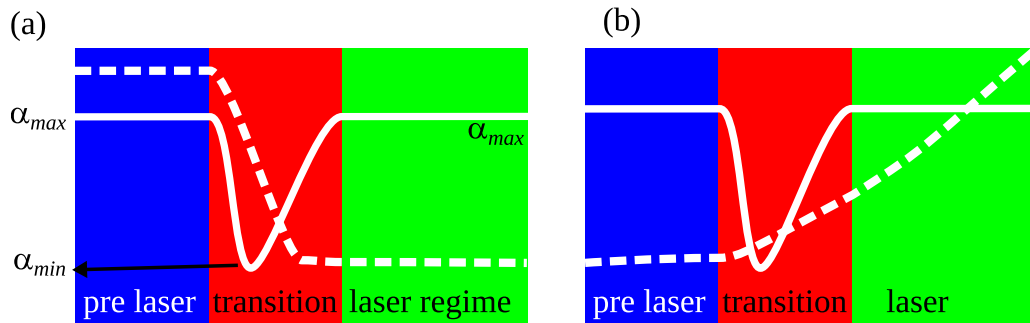 (a)
(b)
αmax
αmax
αmin
pre laser
transition
laser regime
pre laser
transition
laser